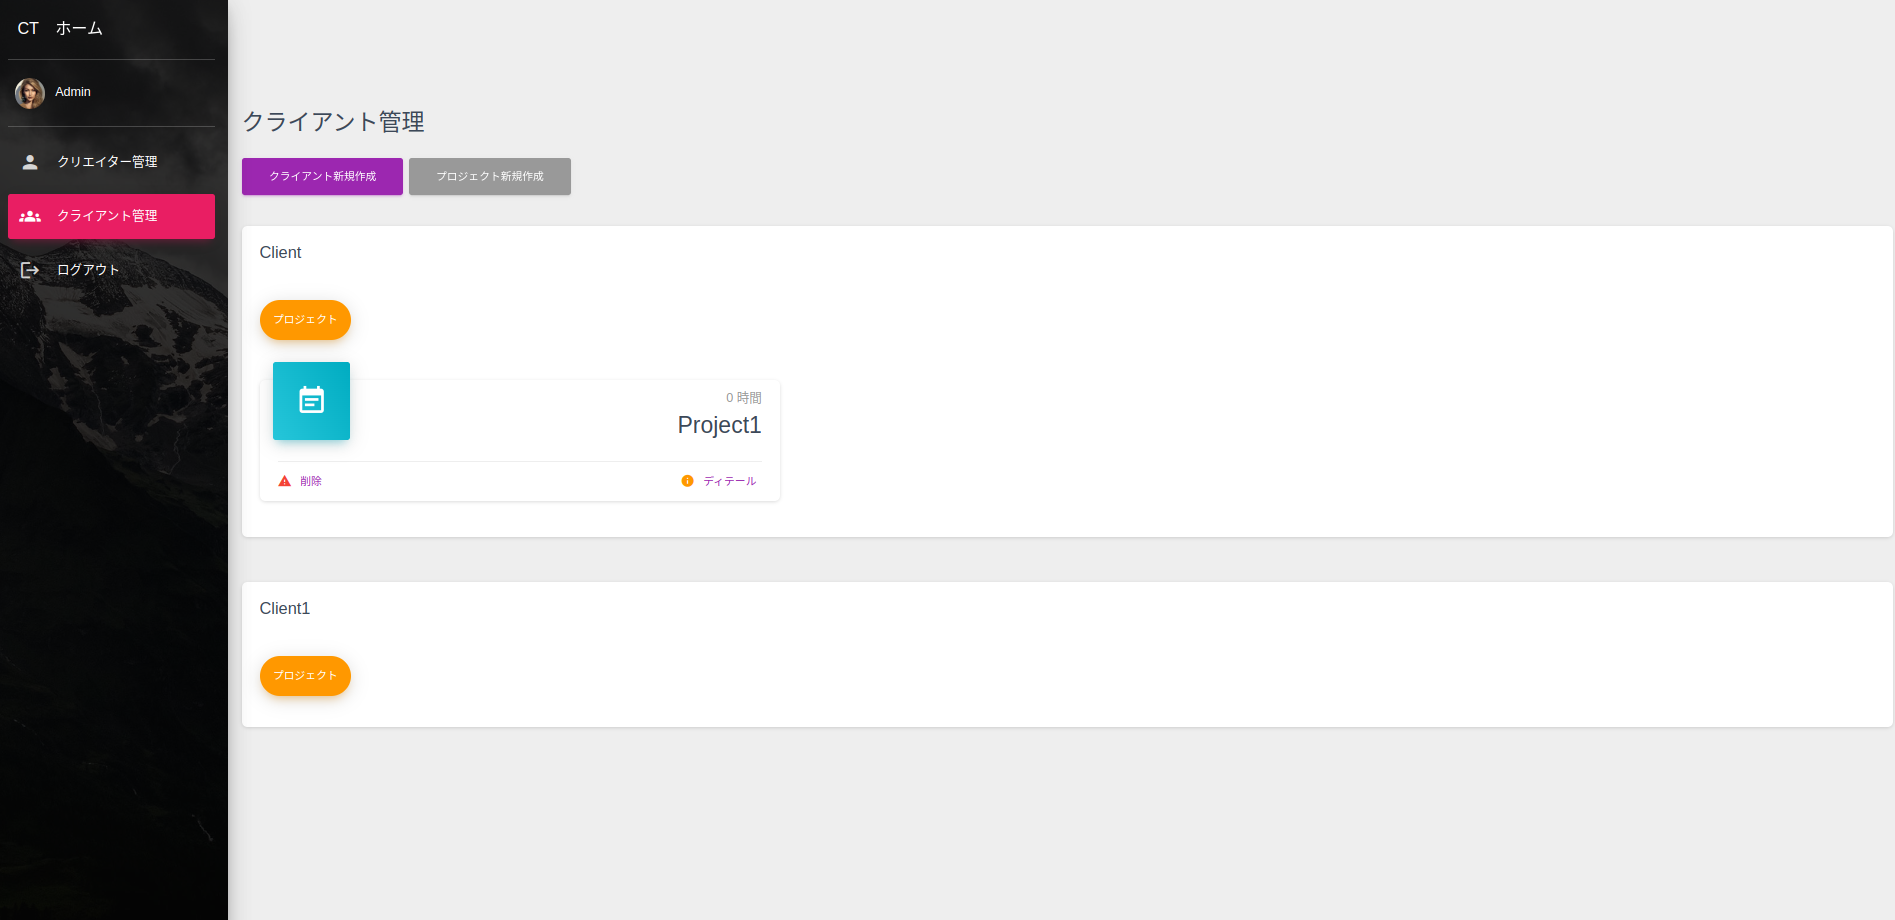 CT ホーム
Admin
クリエイター管理
クライアント管理
ログアウト
クライアント管理
クライアント新規作成 プロジェクト新規作成
Client
プロジェクト
0 時間
Project1
削除 ディテール
Client1
プロジェクト